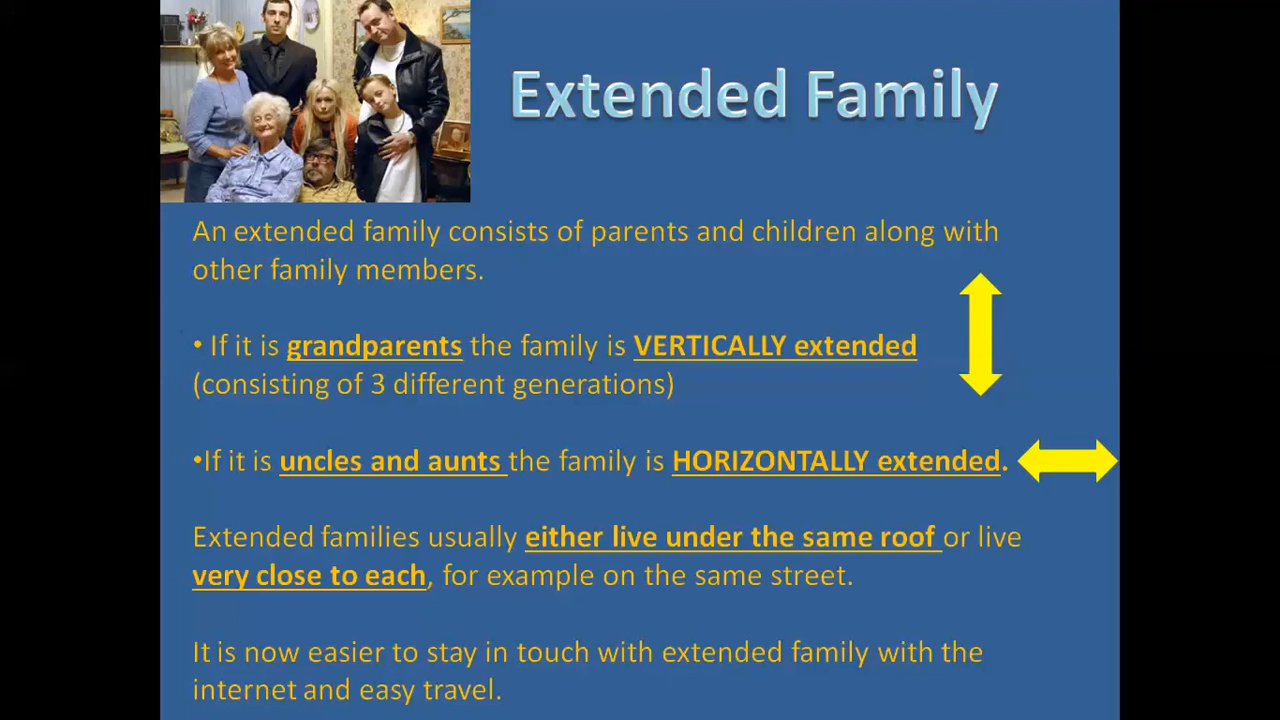 Extended Family
An extended family consists of parents and children along with
other family members.
• If it is grandparents the family is VERTICALLY extended
(consisting of 3 different generations)
•If it is uncles and aunts the family is HORIZONTALLY extended.
Extended families usually either live under the same roof or live
very close to each, for example on the same street.
It is now easier to stay in touch with extended family with the
internet and easy travel.